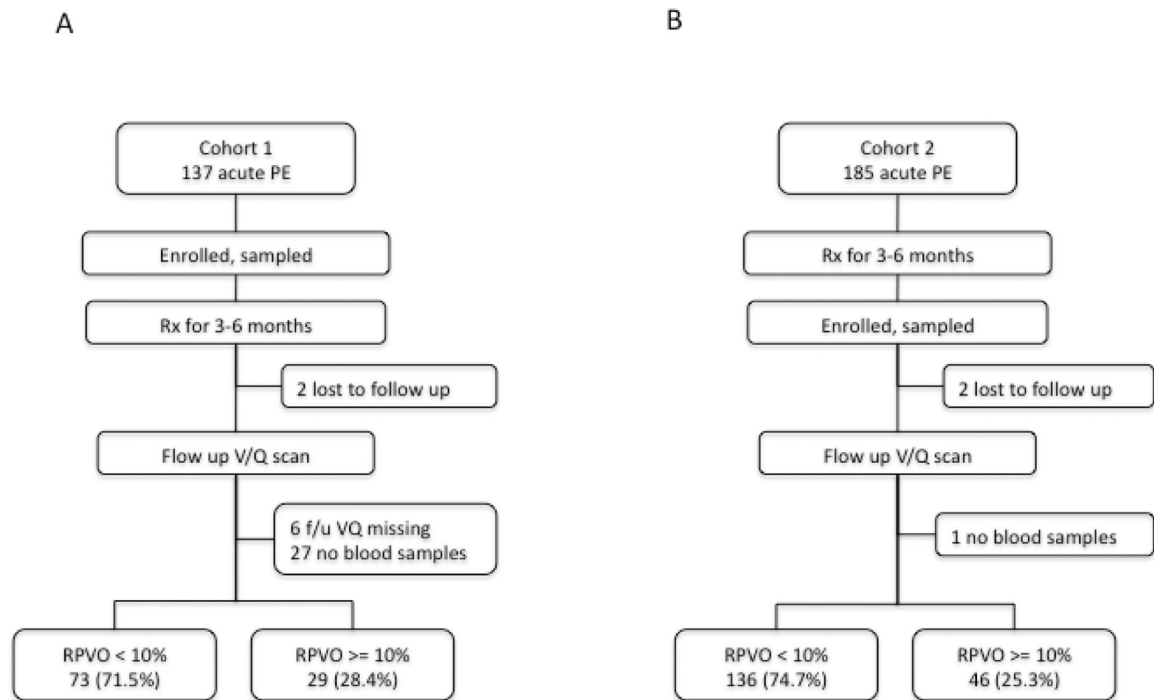 A
Cohort 1
137 acute PE
Enrolled, sampled
Rx for 3-6 months
2 lost to follow up
Flow up V/Q scan
6 f/u VQ missing
27 no blood samples
RPVO < 10%
73 (71.5%)
RPVO >= 10%
29 (28.4%)
B
Cohort 2
185 acute PE
Rx for 3-6 months
Enrolled, sampled
2 lost to follow up
Flow up V/Q scan
1 no blood samples
RPVO < 10%
136 (74.7%)
RPVO >= 10%
46 (25.3%)